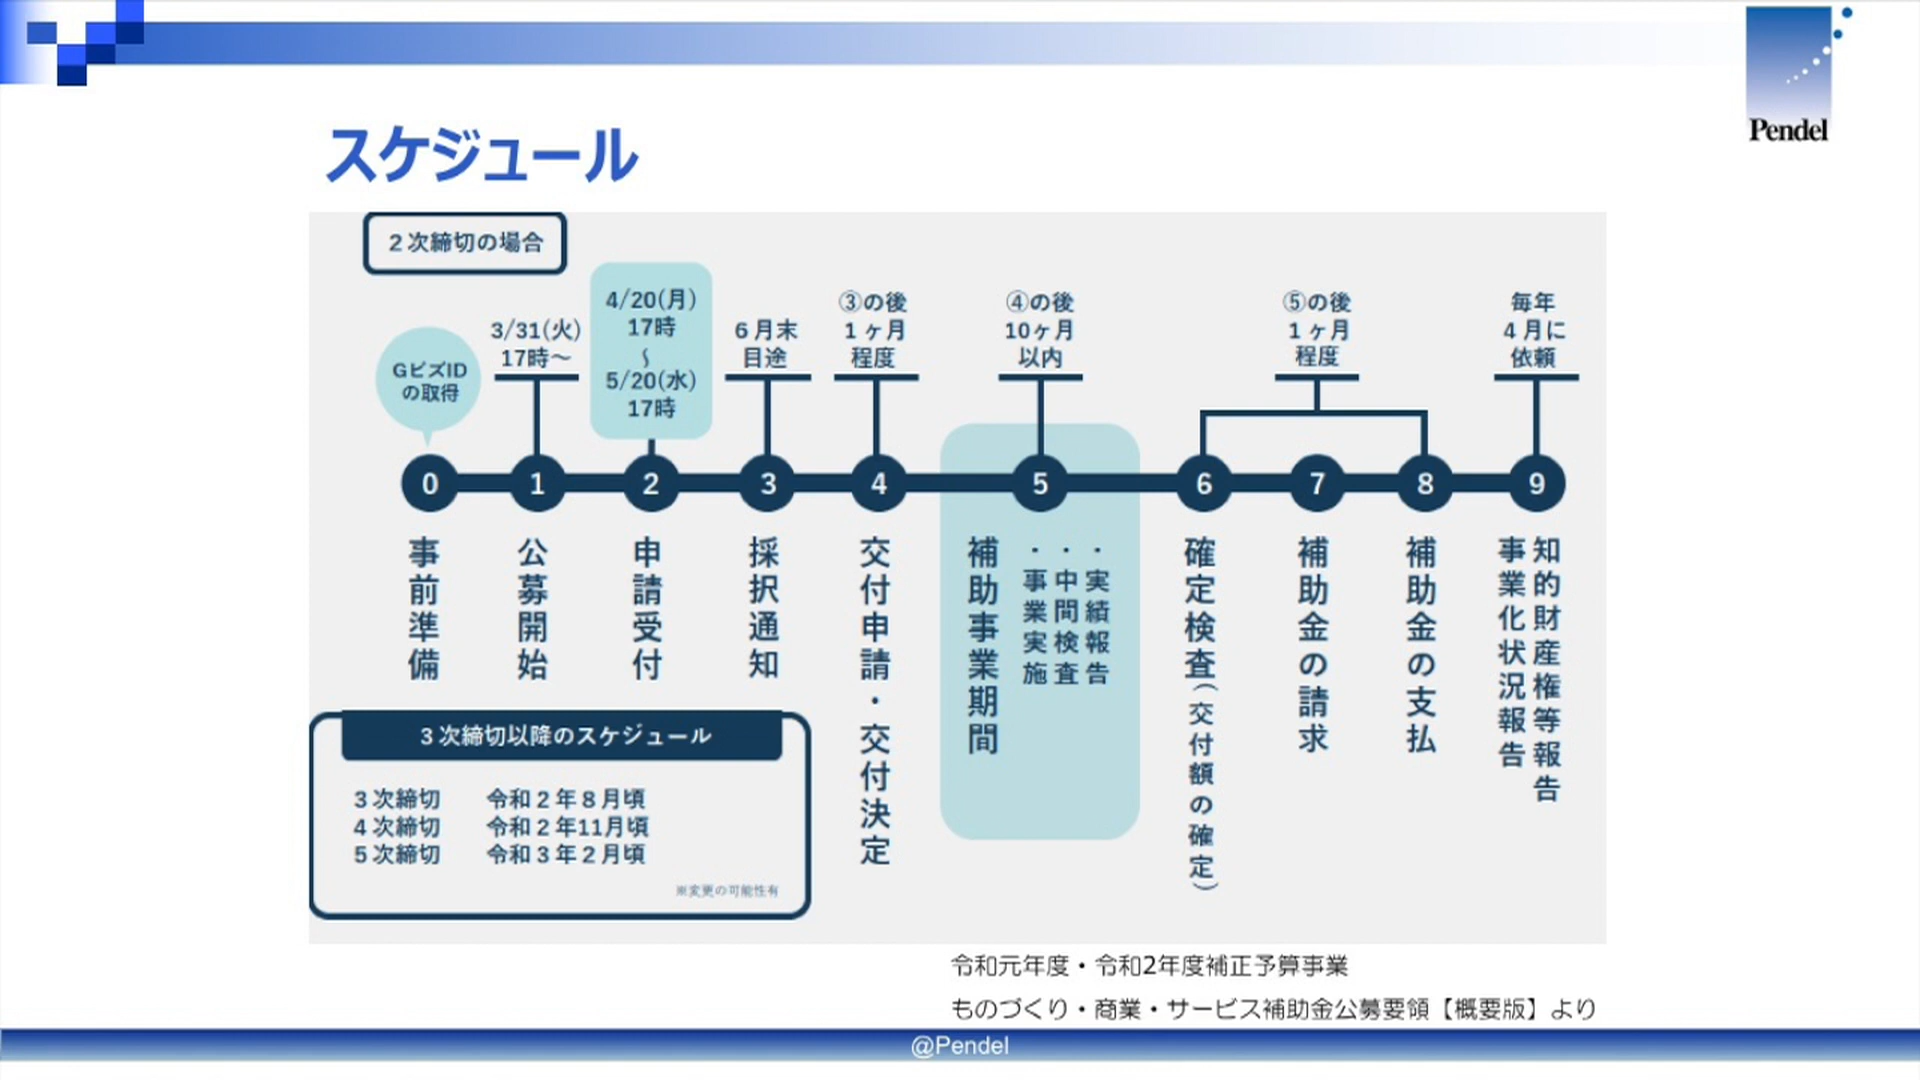 Pendel
スケジュール
2次締切の場合
GビズID
の取得
3/31(火)
17時〜
4/20(月)
17時
〜
5/20(水)
17時
6月末
目途
③の後
1ヶ月
程度
④の後
10ヶ月
以内
⑤の後
1ヶ月
程度
毎年
4月に
依頼
0
1
2
3
4
5
6
7
8
9
事前準備
公募開始
申請受付
採択通知
交付申請・交付決定
補助事業期間
・事業実施
・中間検査
・実績報告
確定検査(交付額の確定)
補助金の請求
補助金の支払
事業化状況報告
知的財産権等報告
3次締切以降のスケジュール
3次締切 令和2年8月頃
4次締切 令和2年11月頃
5次締切 令和3年2月頃
※変更の可能性有
令和元年度・令和2年度補正予算事業
ものづくり・商業・サービス補助金公募要領【概要版】より
@Pendel